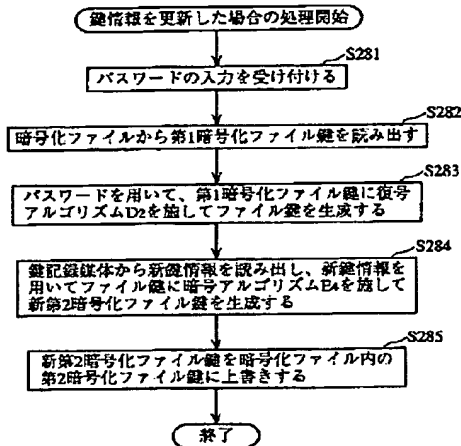 鍵情報を更新した場合の処理開始
S281
パスワードの入力を受け付ける
S282
暗号化ファイルから第1暗号化ファイル鍵を読み出す
S283
パスワードを用いて、第1暗号化ファイル鍵に復号
アルゴリズムD2を施してファイル鍵を生成する
S284
鍵記録媒体から新鍵情報を読み出し、新鍵情報を
用いてファイル鍵に暗号アルゴリズムE4を施して
新第2暗号化ファイル鍵を生成する
S285
新第2暗号化ファイル鍵を暗号化ファイル内の
第2暗号化ファイル鍵に上書きする
終了